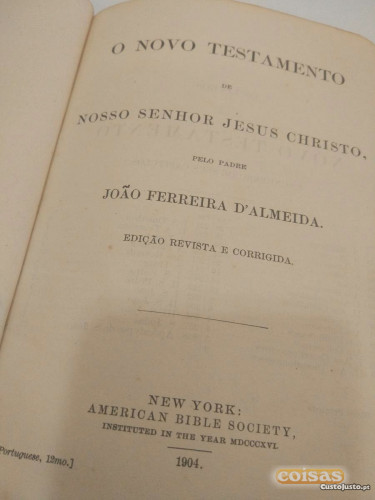 O NOVO TESTAMENTO
DE
NOSSO SENHOR JESUS CHRISTO,
PELO PADRE
JOÃO FERREIRA D'ALMEIDA.
EDIÇÃO REVISTA E CORRIGIDA.
NEW YORK:
AMERICAN BIBLE SOCIETY,
INSTITUTED IN THE YEAR MDCCCXVI.
Portuguese, 12mo.]
1904.
coisas
CustoJusto.pt